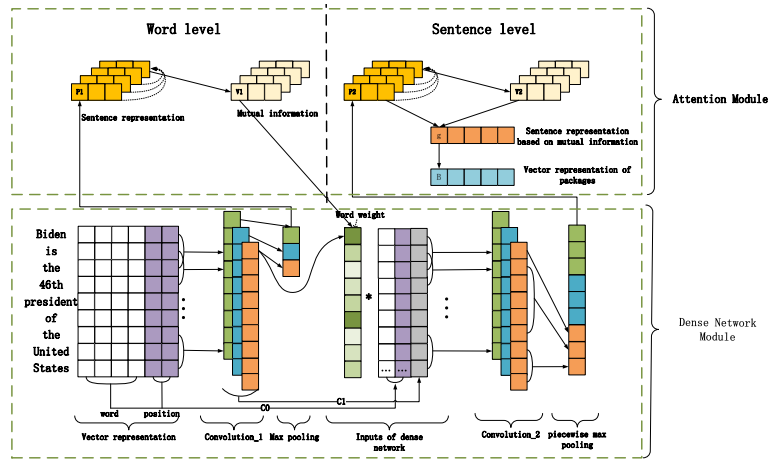 Word level
Sentence level
P1
V1
Sentence representation
Mutual information
P2
V2
g
Sentence representation
based on mutual information
B
Vector representation of
packages
Attention Module
Biden
is
the
46th
president
of
the
United
States
Word weight
*
... ...
Dense Network
Module
word
position
C0
C1
Vector representation
Convolution_1
Max pooling
Inputs of dense
network
Convolution_2
piecewise max
pooling